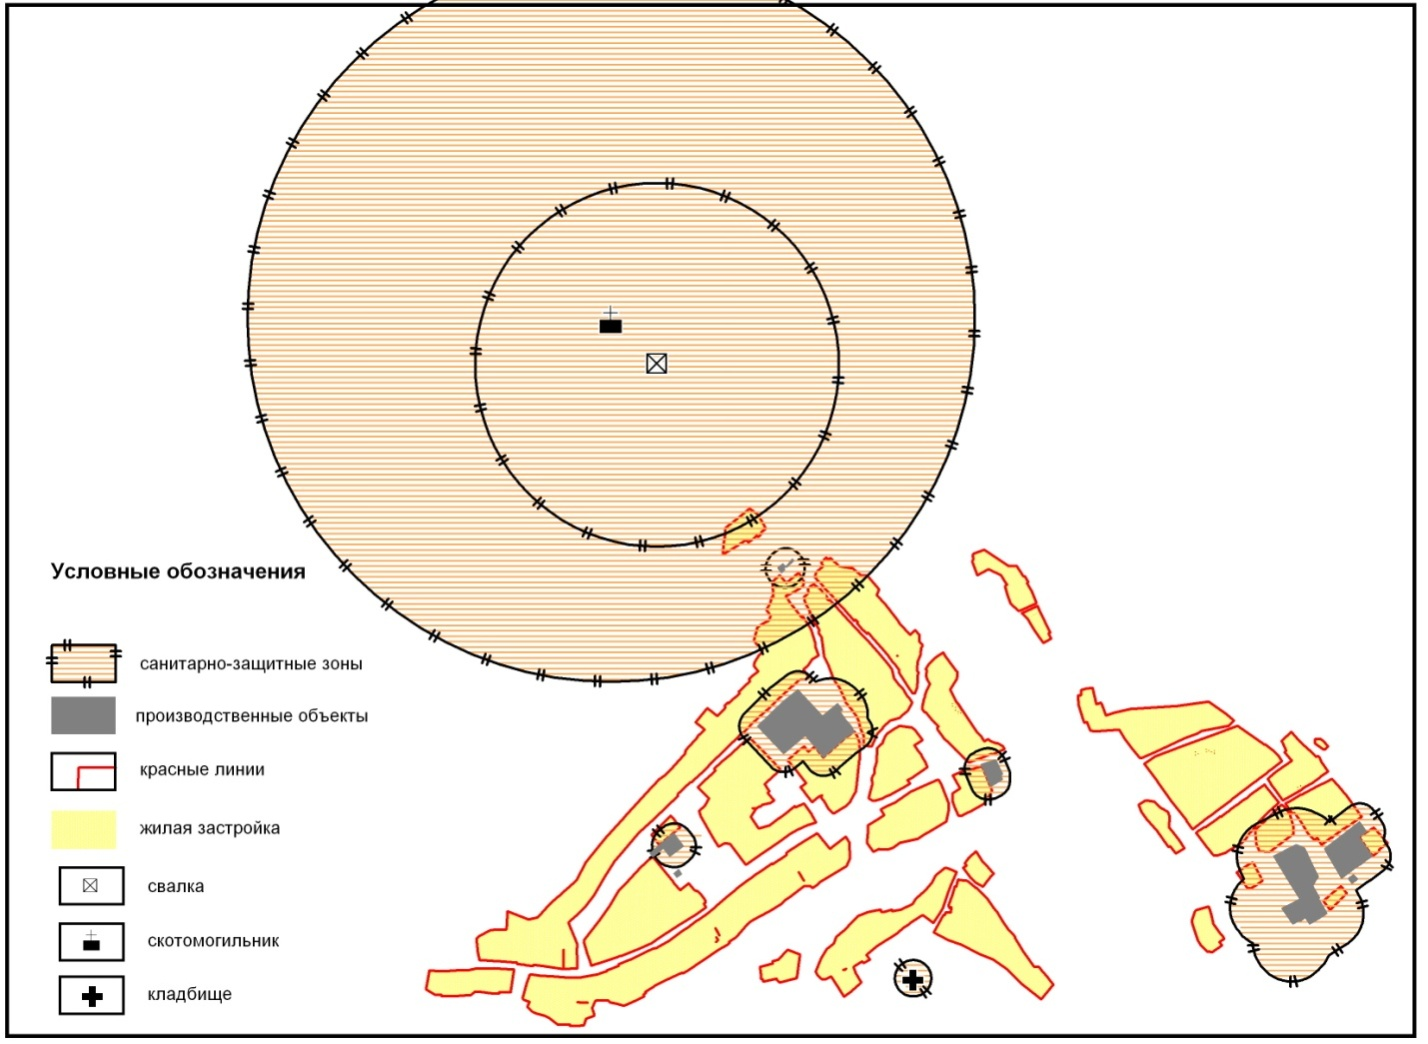 Условные обозначения
санитарно-защитные зоны
производственные объекты
красные линии
жилая застройка
свалка
скотомогильник
кладбище